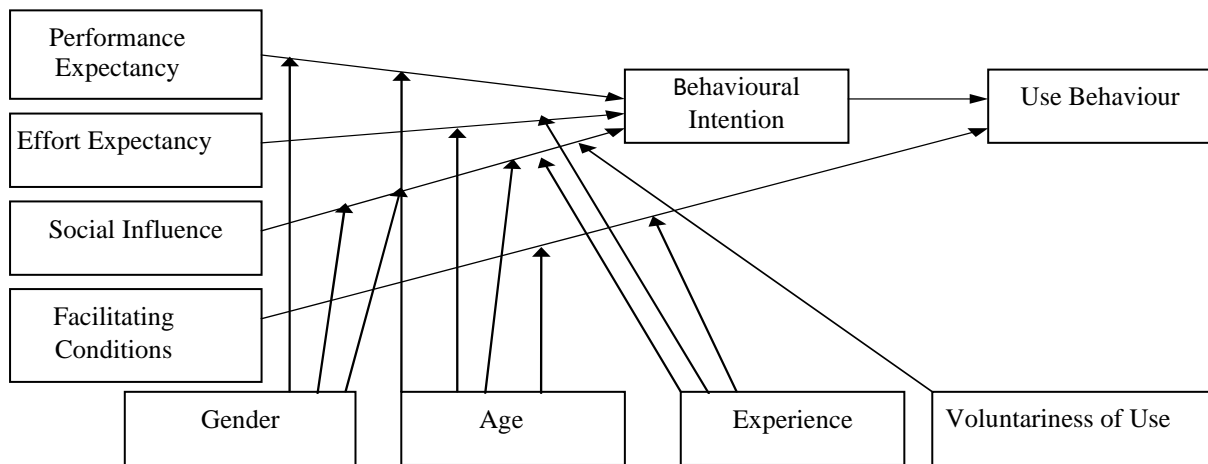 Performance
Expectancy
Effort Expectancy
Social Influence
Facilitating
Conditions
Behavioural
Intention
Use Behaviour
Gender
Age
Experience
Voluntariness of Use